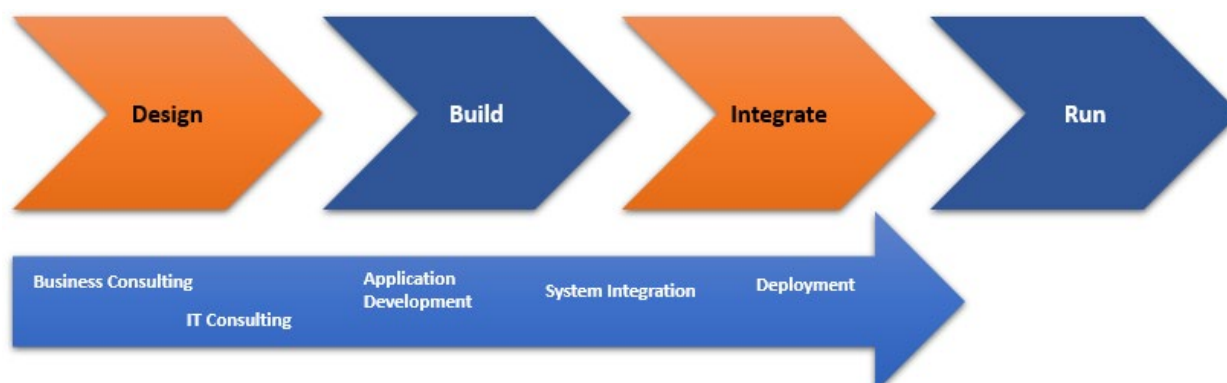 Design
Build
Integrate
Run
Business Consulting
IT Consulting
Application
Development
System Integration
Deployment